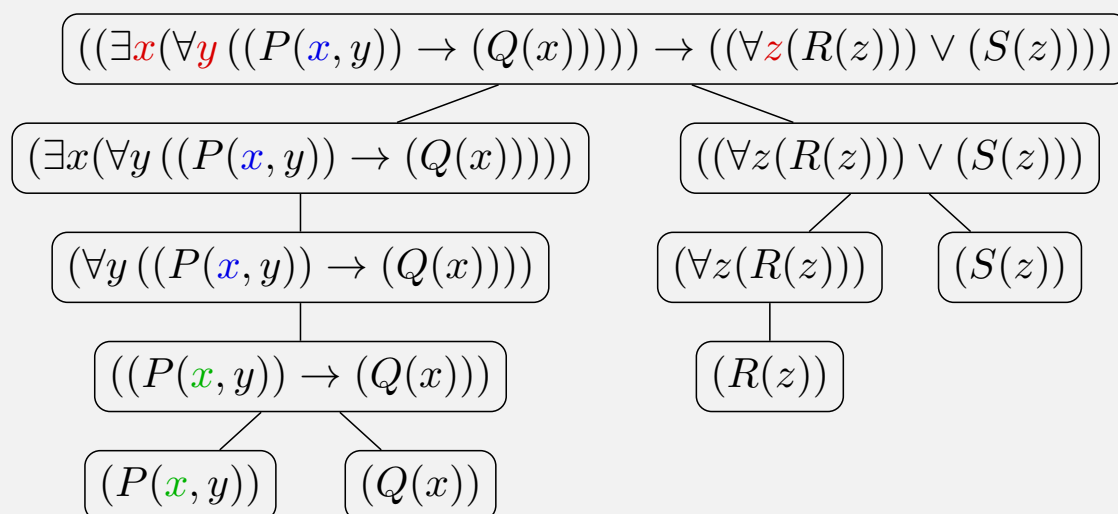 ((∃x(∀y ((P(x, y)) → (Q(x))))) → ((∀z(R(z))) ∨ (S(z))))
(∃x(∀y ((P(x, y)) → (Q(x))))) ((∀z(R(z))) ∨ (S(z)))
(∀y ((P(x, y)) → (Q(x)))) (∀z(R(z))) (S(z))
((P(x, y)) → (Q(x))) (R(z))
(P(x, y)) (Q(x))